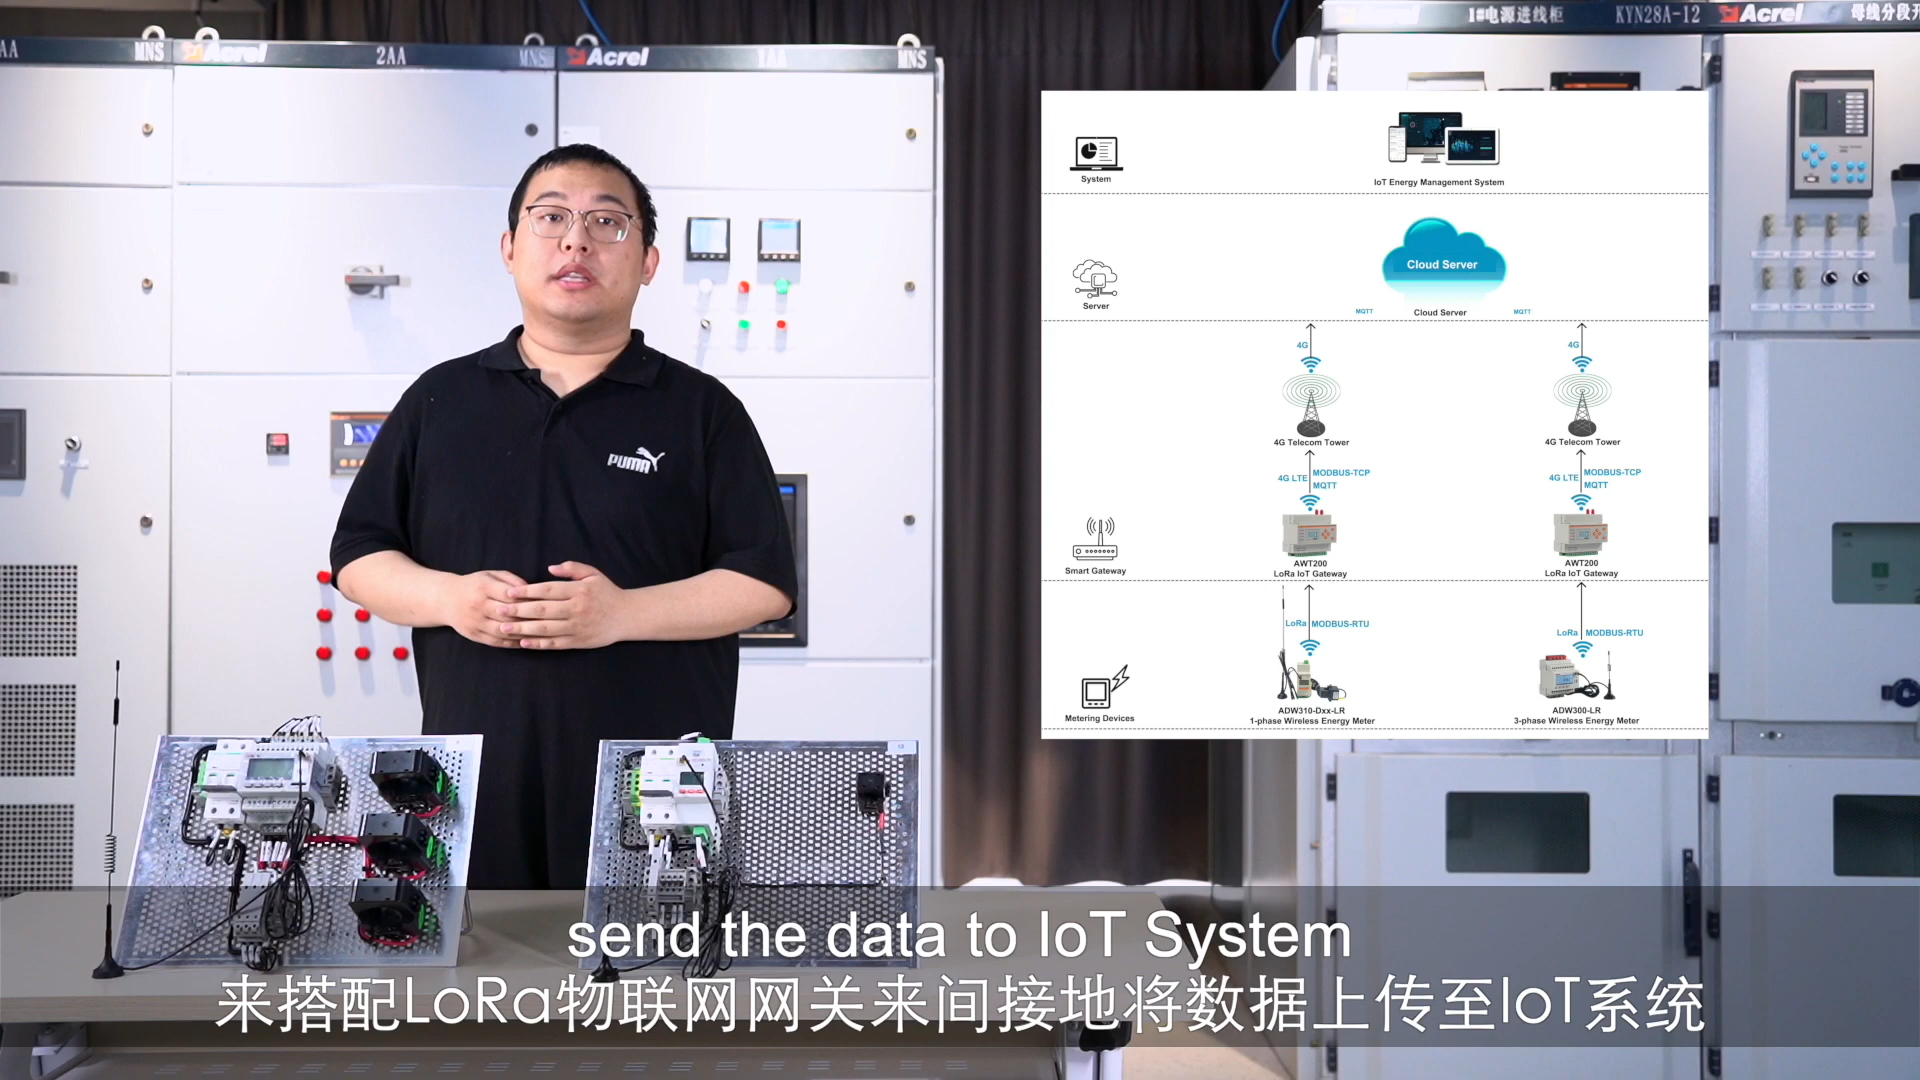 AA
MNS
Acrel
2AA
MNS
Acrel
1AA
MNS
Acrel
1#电源进线柜
KYN28A-12
Acrel
母线分段开
PUMA
System
IoT Energy Management System
Cloud Server
Server
MQTT
Cloud Server
MQTT
4G
4G
4G Telecom Tower
4G Telecom Tower
4G LTE
MODBUS-TCP
MQTT
4G LTE
MODBUS-TCP
MQTT
Smart Gateway
AWT200
LoRa IoT Gateway
AWT200
LoRa IoT Gateway
LoRa
MODBUS-RTU
LoRa
MODBUS-RTU
Metering Devices
ADW310-Dxx-LR
1-phase Wireless Energy Meter
ADW300-LR
3-phase Wireless Energy Meter
send the data to IoT System
来搭配LoRa物联网网关来间接地将数据上传至IoT系统